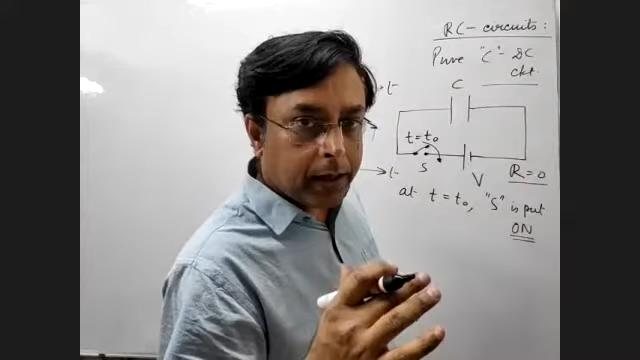 RC-circuits:
Pure "C"- DC
ckt.
C
t=t₀
S
V
R=0
at t=t₀, "S" is put
ON